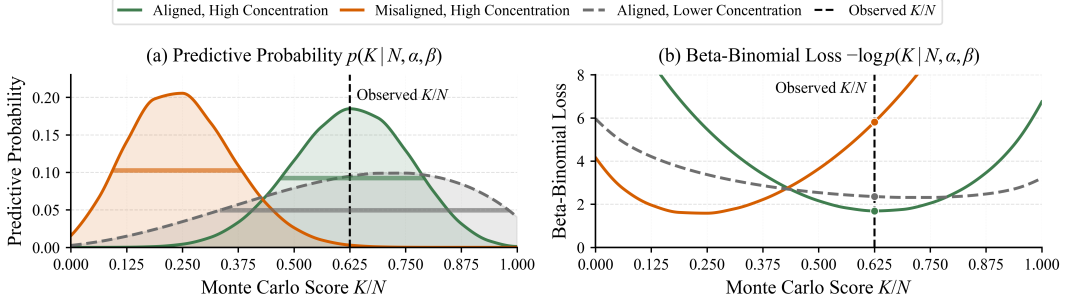 Aligned, High Concentration Misaligned, High Concentration Aligned, Lower Concentration Observed K/N
(a) Predictive Probability p(K | N, α, β)
Predictive Probability
0.20
0.15
0.10
0.05
0.00
Observed K/N
0.000 0.125 0.250 0.375 0.500 0.625 0.750 0.875 1.000
Monte Carlo Score K/N
(b) Beta-Binomial Loss −log p(K | N, α, β)
Beta-Binomial Loss
8
6
4
2
0
Observed K/N
0.000 0.125 0.250 0.375 0.500 0.625 0.750 0.875 1.000
Monte Carlo Score K/N